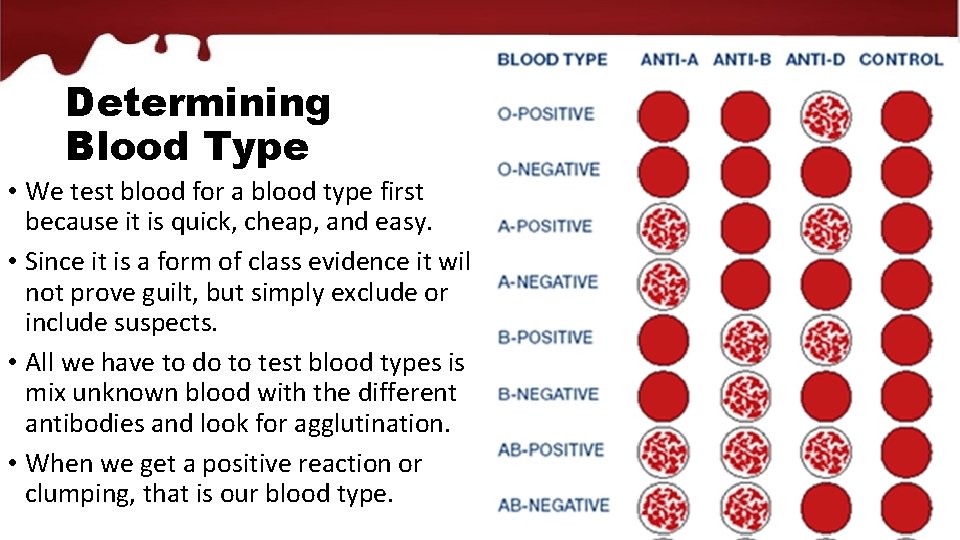 Determining
Blood Type
• We test blood for a blood type first
because it is quick, cheap, and easy.
• Since it is a form of class evidence it wil
not prove guilt, but simply exclude or
include suspects.
• All we have to do to test blood types is
mix unknown blood with the different
antibodies and look for agglutination.
• When we get a positive reaction or
clumping, that is our blood type.
BLOOD TYPE ANTI-A ANTI-B ANTI-D CONTROL
O-POSITIVE
O-NEGATIVE
A-POSITIVE
A-NEGATIVE
B-POSITIVE
B-NEGATIVE
AB-POSITIVE
AB-NEGATIVE